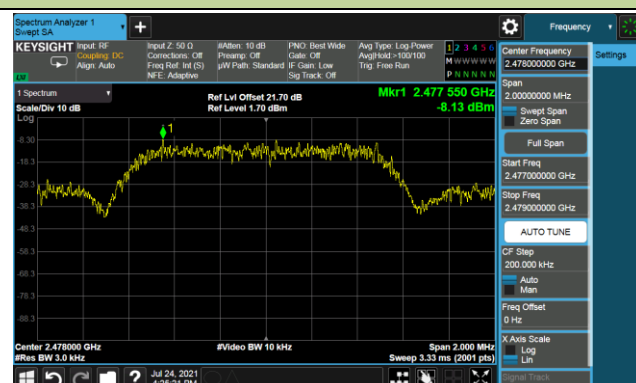 Spectrum Analyzer 1
Swept SA
Frequency
KEYSIGHT
Input: RF
Coupling: DC
Align: Auto
Input Z: 50 Ω
Corrections: Off
Freq Ref: Int (S)
NFE: Adaptive
#Atten: 10 dB
Preamp: Off
µW Path: Standard
PNO: Best Wide
Gate: Off
IF Gain: Low
Sig Track: Off
Avg Type: Log-Power
Avg|Hold:>100/100
Trig: Free Run
1 2 3 4 5 6
M W W W W W
P N N N N N
1 Spectrum
Scale/Div 10 dB
Log
Ref Lvl Offset 21.70 dB
Ref Level 1.70 dBm
Mkr1 2.477 550 GHz
-8.13 dBm
1
-8.30
-18.3
-28.3
-38.3
-48.3
-58.3
-68.3
-78.3
-88.3
Center 2.478000 GHz
#Res BW 3.0 kHz
#Video BW 10 kHz
Span 2.000 MHz
Sweep 3.33 ms (2001 pts)
Jul 24, 2021
Center Frequency
2.478000000 GHz
Settings
Span
2.00000000 MHz
Swept Span
Zero Span
Full Span
Start Freq
2.477000000 GHz
Stop Freq
2.479000000 GHz
AUTO TUNE
CF Step
200.000 kHz
Auto
Man
Freq Offset
0 Hz
X Axis Scale
Log
Lin
Signal Track